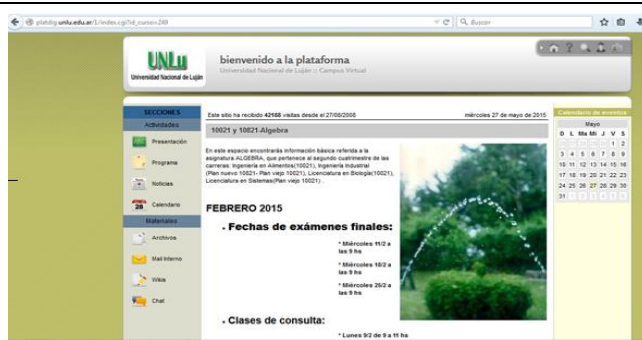 platdig.unlu.edu.ar/1/index.cgi?id_curso=249
Buscar
UNLu
Universidad Nacional de Luján
bienvenido a la plataforma
Universidad Nacional de Luján :: Campus Virtual
SECCIONES
Actividades
Presentación
Programa
Noticias
Calendario
Materiales
Archivos
Mail Interno
Wikis
Chat
Este sitio ha recibido 42188 visitas desde el 27/08/2008
miércoles 27 de mayo de 2015
10021 y 10821-Algebra
En este espacio encontrarás información básica referida a la
asignatura ALGEBRA, que pertenece al segundo cuatrimestre de las
carreras: Ingeniería en Alimentos(10021), Ingeniería Industrial
(Plan nuevo 10821- Plan viejo 10021), Licenciatura en Biología(10021),
Licenciatura en Sistemas(Plan viejo 10021) .
FEBRERO 2015
• Fechas de exámenes finales:
* Miércoles 11/2 a
las 9 hs
* Miércoles 18/2 a
las 9 hs
* Miércoles 25/2 a
las 9 hs
• Clases de consulta:
* Lunes 9/2 de 9 a 11 hs
Calendario de eventos
Mayo
D L Ma Mi J V S
1 2
3 4 5 6 7 8 9
10 11 12 13 14 15 16
17 18 19 20 21 22 23
24 25 26 27 28 29 30
31